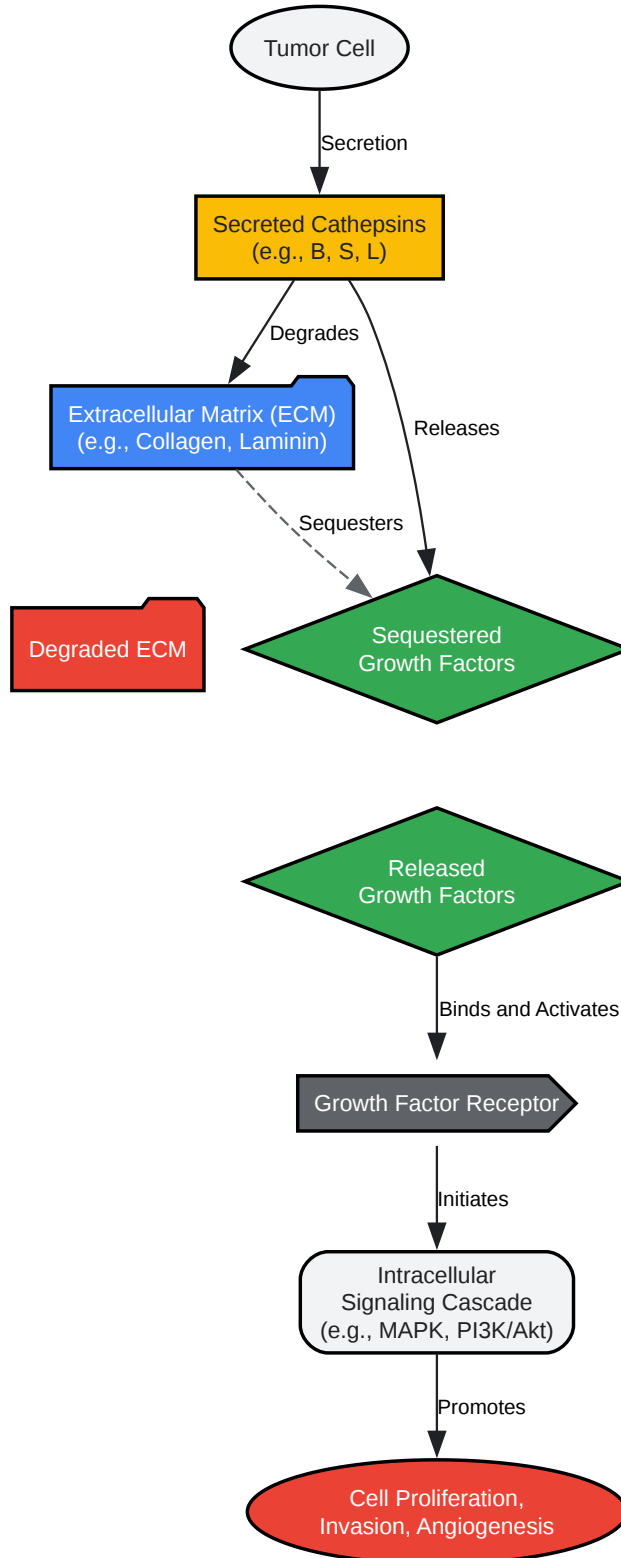 Tumor Cell
Secretion
Secreted Cathepsins
(e.g., B, S, L)
Degrades
Extracellular Matrix (ECM)
(e.g., Collagen, Laminin)
Releases
Sequesters
Degraded ECM
Sequestered
Growth Factors
Released
Growth Factors
Binds and Activates
Growth Factor Receptor
Initiates
Intracellular
Signaling Cascade
(e.g., MAPK, PI3K/Akt)
Promotes
Cell Proliferation,
Invasion, Angiogenesis